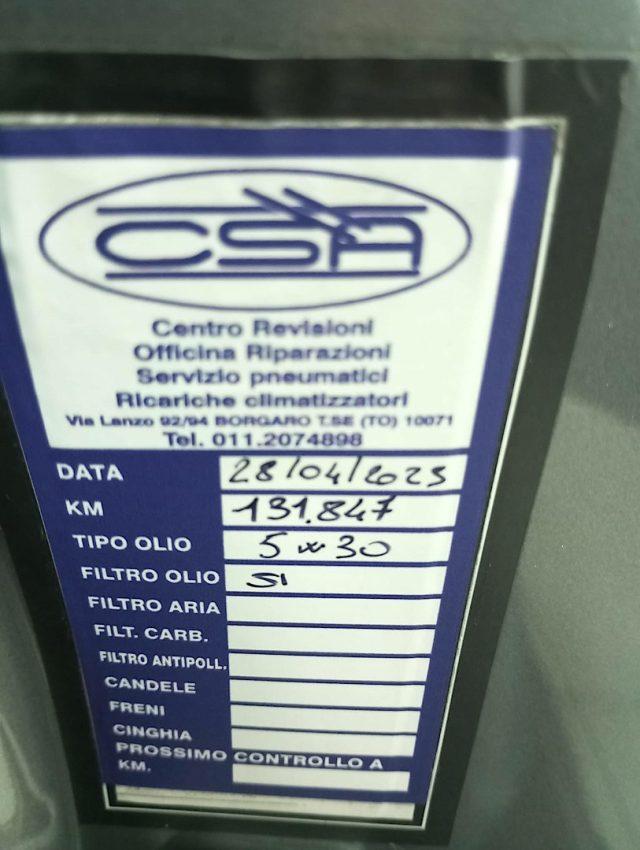 CSA
Centro Revisioni
Officina Riparazioni
Servizio pneumatici
Ricariche climatizzatori
Via Lanzo 92/94 BORGARO T.SE (TO) 10071
Tel. 011.2074898
DATA 28/04/2023
KM 131.847
TIPO OLIO 5w30
FILTRO OLIO SI
FILTRO ARIA
FILT. CARB.
FILTRO ANTIPOLL.
CANDELE
FRENI
CINGHIA
PROSSIMO CONTROLLO A
KM.